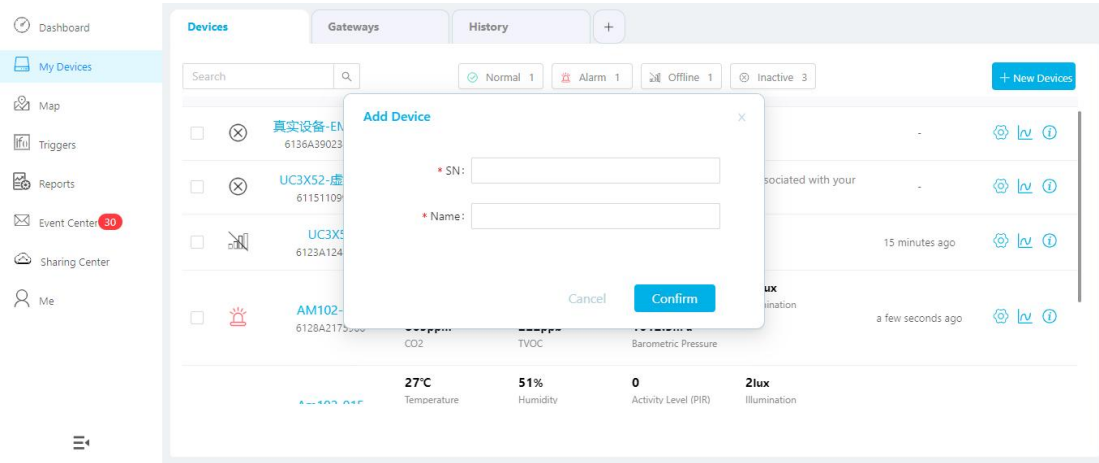 Dashboard
My Devices
Map
Triggers
Reports
Event Center 30
Sharing Center
Me
Devices
Gateways
History
+
Search
Normal 1
Alarm 1
Offline 1
Inactive 3
+ New Devices
Add Device
x
* SN:
* Name:
Cancel
Confirm
真实设备-EM
6136A39023
-
UC3X52-虚
61151109
sociated with your
-
UC3X5
6123A124
15 minutes ago
AM102-
6128A2175
lux
a few seconds ago
CO2
TVOC
Barometric Pressure
27℃
51%
0
2lux
Temperature
Humidity
Activity Level (PIR)
Illumination